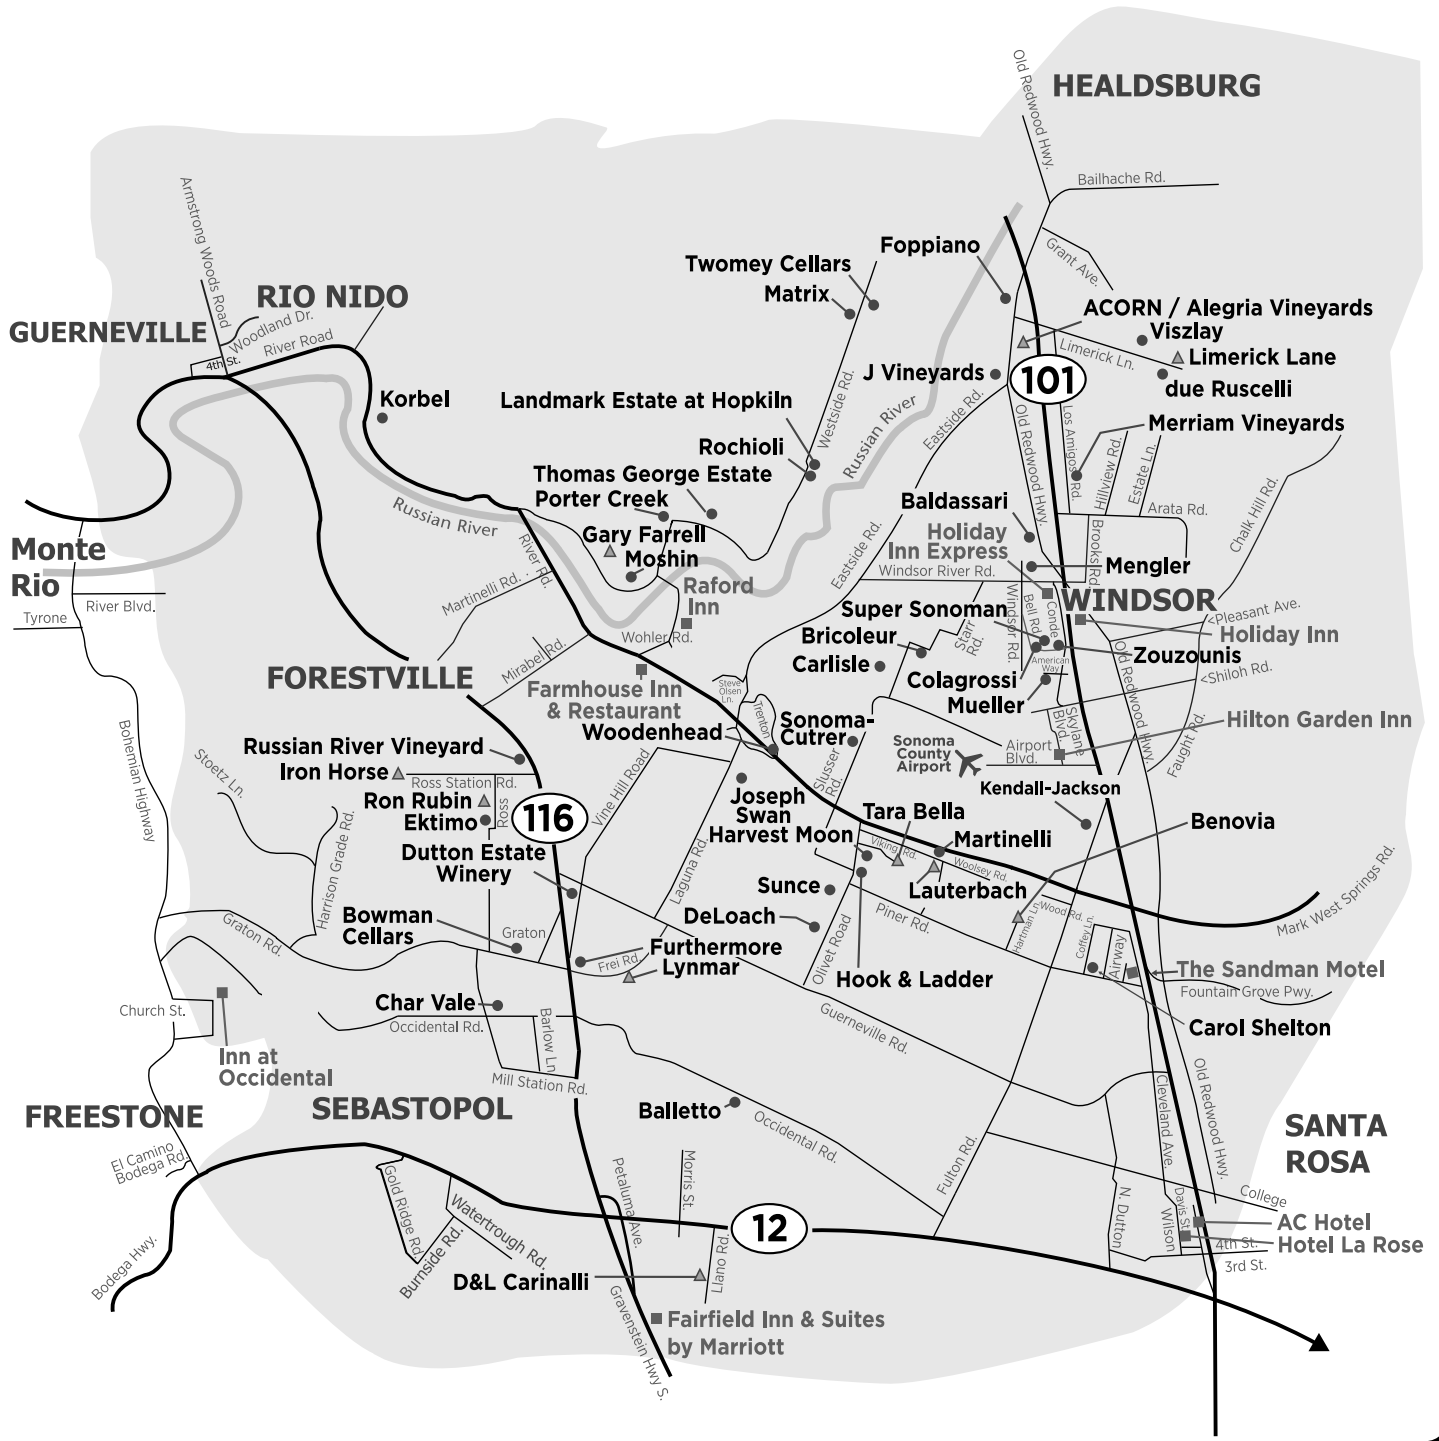 Old Redwood Hwy.
HEALDSBURG
Bailhache Rd.
Armstrong Woods Road
Grant Ave.
Foppiano
Twomey Cellars
Matrix
RIO NIDO
GUERNEVILLE
Woodland Dr.
River Road
4th St.
ACORN / Alegria Vineyards
Viszlay
Limerick Ln.
Limerick Lane
due Ruscelli
J Vineyards
101
Korbel
Landmark Estate at Hopkiln
Westside Rd.
Russian River
Eastside Rd.
Old Redwood Hwy.
Los Amigos Rd.
Merriam Vineyards
Hillview Rd.
Estate Ln.
Rochioli
Thomas George Estate
Porter Creek
Russian River
Gary Farrell
Moshin
Baldassari
Holiday
Inn Express
Arata Rd.
Chalk Hill Rd.
Brooks Rd.
Eastside Rd.
Windsor River Rd.
Mengler
Monte
Rio
River Blvd.
Tyrone
River Rd.
Martinelli Rd.
Raford
Inn
Wohler Rd.
Mirabel Rd.
Super Sonoman
Bricoleur
Carlisle
Starr
Rd.
Windsor Rd.
Bell Rd.
Conde
WINDSOR
<Pleasant Ave.
Holiday Inn
Zouzounis
American
Way
Colagrossi
Mueller
Old Redwood Hwy.
<Shiloh Rd.
FORESTVILLE
Farmhouse Inn
& Restaurant
Steve
Olsen
Ln.
Trenton
Woodenhead
Sonoma-
Cutrer
Slusser
Rd.
Sonoma
County
Airport
Airport
Blvd.
Skylane
Blvd.
Hilton Garden Inn
Faught Rd.
Bohemian Highway
Stoetz Ln.
Russian River Vineyard
Iron Horse
Ross Station Rd.
Ron Rubin
Ektimo
Ross
116
Vine Hill Road
Joseph
Swan
Harvest Moon
Tara Bella
Kendall-Jackson
Martinelli
Benovia
Viking Rd.
Woolsey Rd.
Harrison Grade Rd.
Dutton Estate
Winery
Laguna Rd.
Sunce
Lauterbach
Mark West Springs Rd.
Graton Rd.
Bowman
Cellars
Graton
DeLoach
Olivet Road
Piner Rd.
Hartman Ln.
Wood Rd.
Coffey Ln.
Airway
Furthermore
Frei Rd.
Lynmar
Hook & Ladder
The Sandman Motel
Fountain Grove Pwy.
Church St.
Char Vale
Occidental Rd.
Barlow Ln
Guerneville Rd.
Carol Shelton
Inn at
Occidental
Mill Station Rd.
FREESTONE
SEBASTOPOL
Balletto
Occidental Rd.
Cleveland Ave.
Old Redwood Hwy.
SANTA
ROSA
El Camino
Bodega Rd.
Gold Ridge Rd.
Watertrough Rd.
Burnside Rd.
Petaluma Ave.
Morris St.
Fulton Rd.
N. Dutton
Davis St.
Wilson
College
AC Hotel
Hotel La Rose
4th St.
3rd St.
Bodega Hwy.
12
Llano Rd.
D&L Carinalli
Gravenstein Hwy S.
Fairfield Inn & Suites
by Marriott